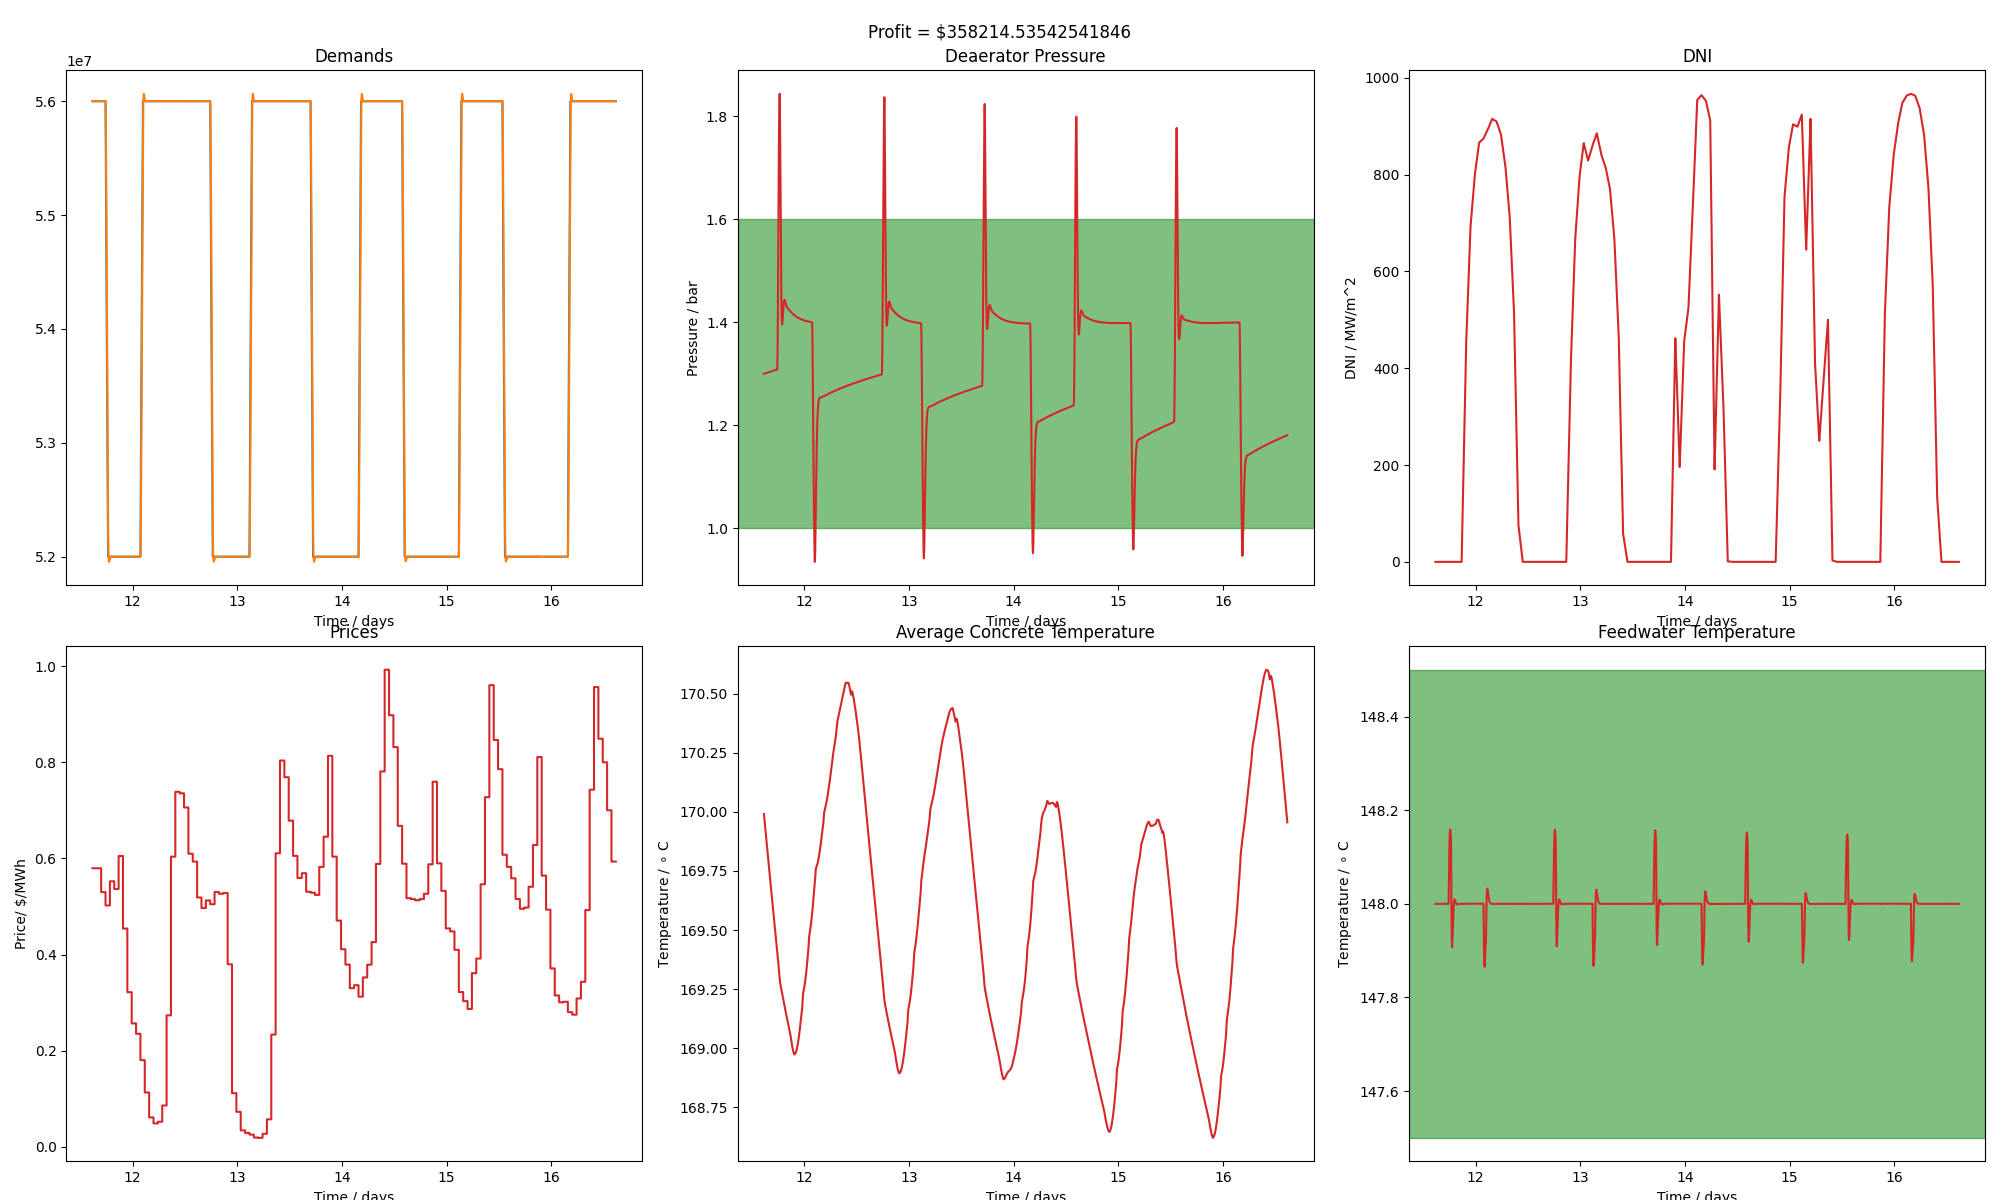 Profit = $358214.53542541846
Demands
1e7
5.6
5.5
5.4
5.3
5.2
12 13 14 15 16
Time / days
Deaerator Pressure
Pressure / bar
1.8
1.6
1.4
1.2
1.0
12 13 14 15 16
Time / days
DNI
DNI / MW/m^2
1000
800
600
400
200
0
12 13 14 15 16
Time / days
Prices
Price/ $/MWh
1.0
0.8
0.6
0.4
0.2
0.0
12 13 14 15 16
Time / days
Average Concrete Temperature
Temperature / ∘ C
170.50
170.25
170.00
169.75
169.50
169.25
169.00
168.75
12 13 14 15 16
Time / days
Feedwater Temperature
Temperature / ∘ C
148.4
148.2
148.0
147.8
147.6
12 13 14 15 16
Time / days